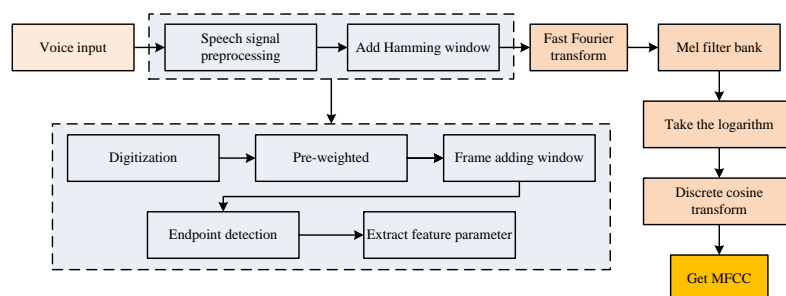 Voice input
Speech signal
preprocessing
Add Hamming window
Fast Fourier
transform
Mel filter bank
Take the logarithm
Discrete cosine
transform
Get MFCC
Digitization
Pre-weighted
Frame adding window
Endpoint detection
Extract feature parameter